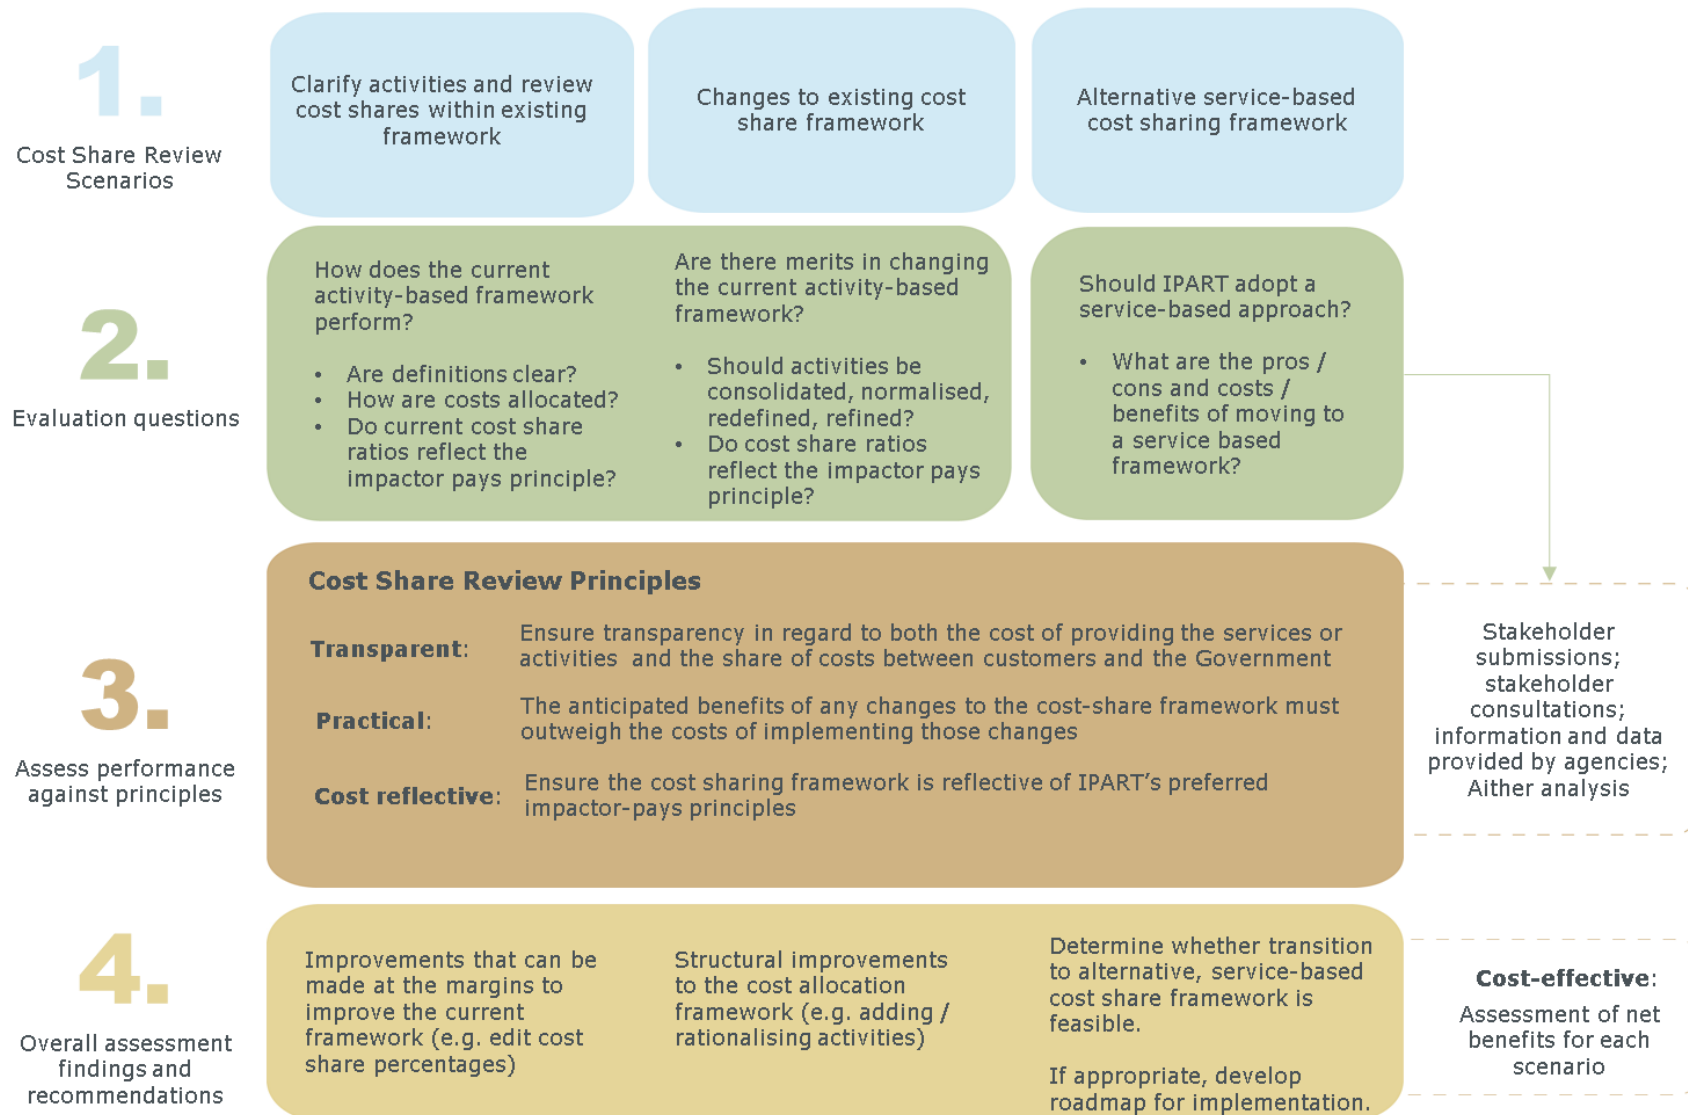 1.
Cost Share Review
Scenarios
Clarify activities and review
cost shares within existing
framework
Changes to existing cost
share framework
Alternative service-based
cost sharing framework
2.
Evaluation questions
How does the current
activity-based framework
perform?
• Are definitions clear?
• How are costs allocated?
• Do current cost share
ratios reflect the
impactor pays principle?
Are there merits in changing
the current activity-based
framework?
• Should activities be
consolidated, normalised,
redefined, refined?
• Do cost share ratios
reflect the impactor pays
principle?
Should IPART adopt a
service-based approach?
• What are the pros /
cons and costs /
benefits of moving to
a service based
framework?
3.
Assess performance
against principles
Cost Share Review Principles
Transparent: Ensure transparency in regard to both the cost of providing the services or
activities and the share of costs between customers and the Government
Practical: The anticipated benefits of any changes to the cost-share framework must
outweigh the costs of implementing those changes
Cost reflective: Ensure the cost sharing framework is reflective of IPART's preferred
impactor-pays principles
Stakeholder
submissions;
stakeholder
consultations;
information and data
provided by agencies;
Aither analysis
4.
Overall assessment
findings and
recommendations
Improvements that can be
made at the margins to
improve the current
framework (e.g. edit cost
share percentages)
Structural improvements
to the cost allocation
framework (e.g. adding /
rationalising activities)
Determine whether transition
to alternative, service-based
cost share framework is
feasible.
If appropriate, develop
roadmap for implementation.
Cost-effective:
Assessment of net
benefits for each
scenario